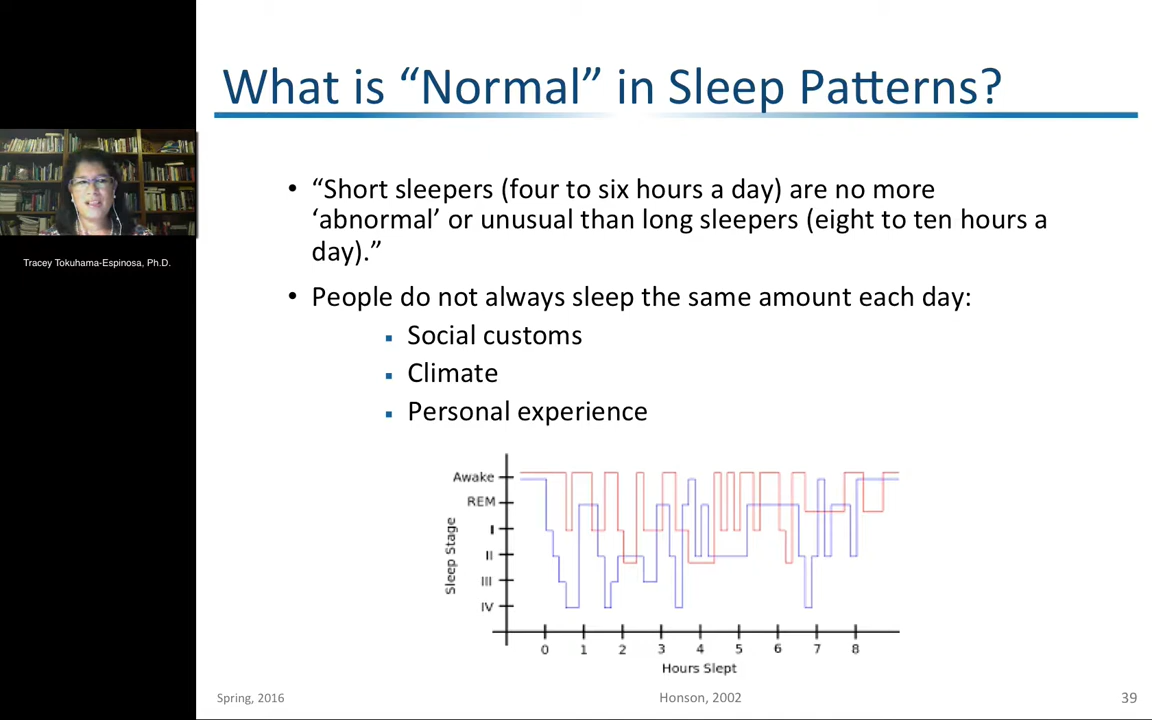 What is “Normal” in Sleep Patterns?
Tracey Tokuhama-Espinosa, Ph.D.
• “Short sleepers (four to six hours a day) are no more
‘abnormal’ or unusual than long sleepers (eight to ten hours a
day).”
• People do not always sleep the same amount each day:
▪ Social customs
▪ Climate
▪ Personal experience
Sleep Stage
Awake
REM
I
II
III
IV
0 1 2 3 4 5 6 7 8
Hours Slept
Spring, 2016
Honson, 2002
39